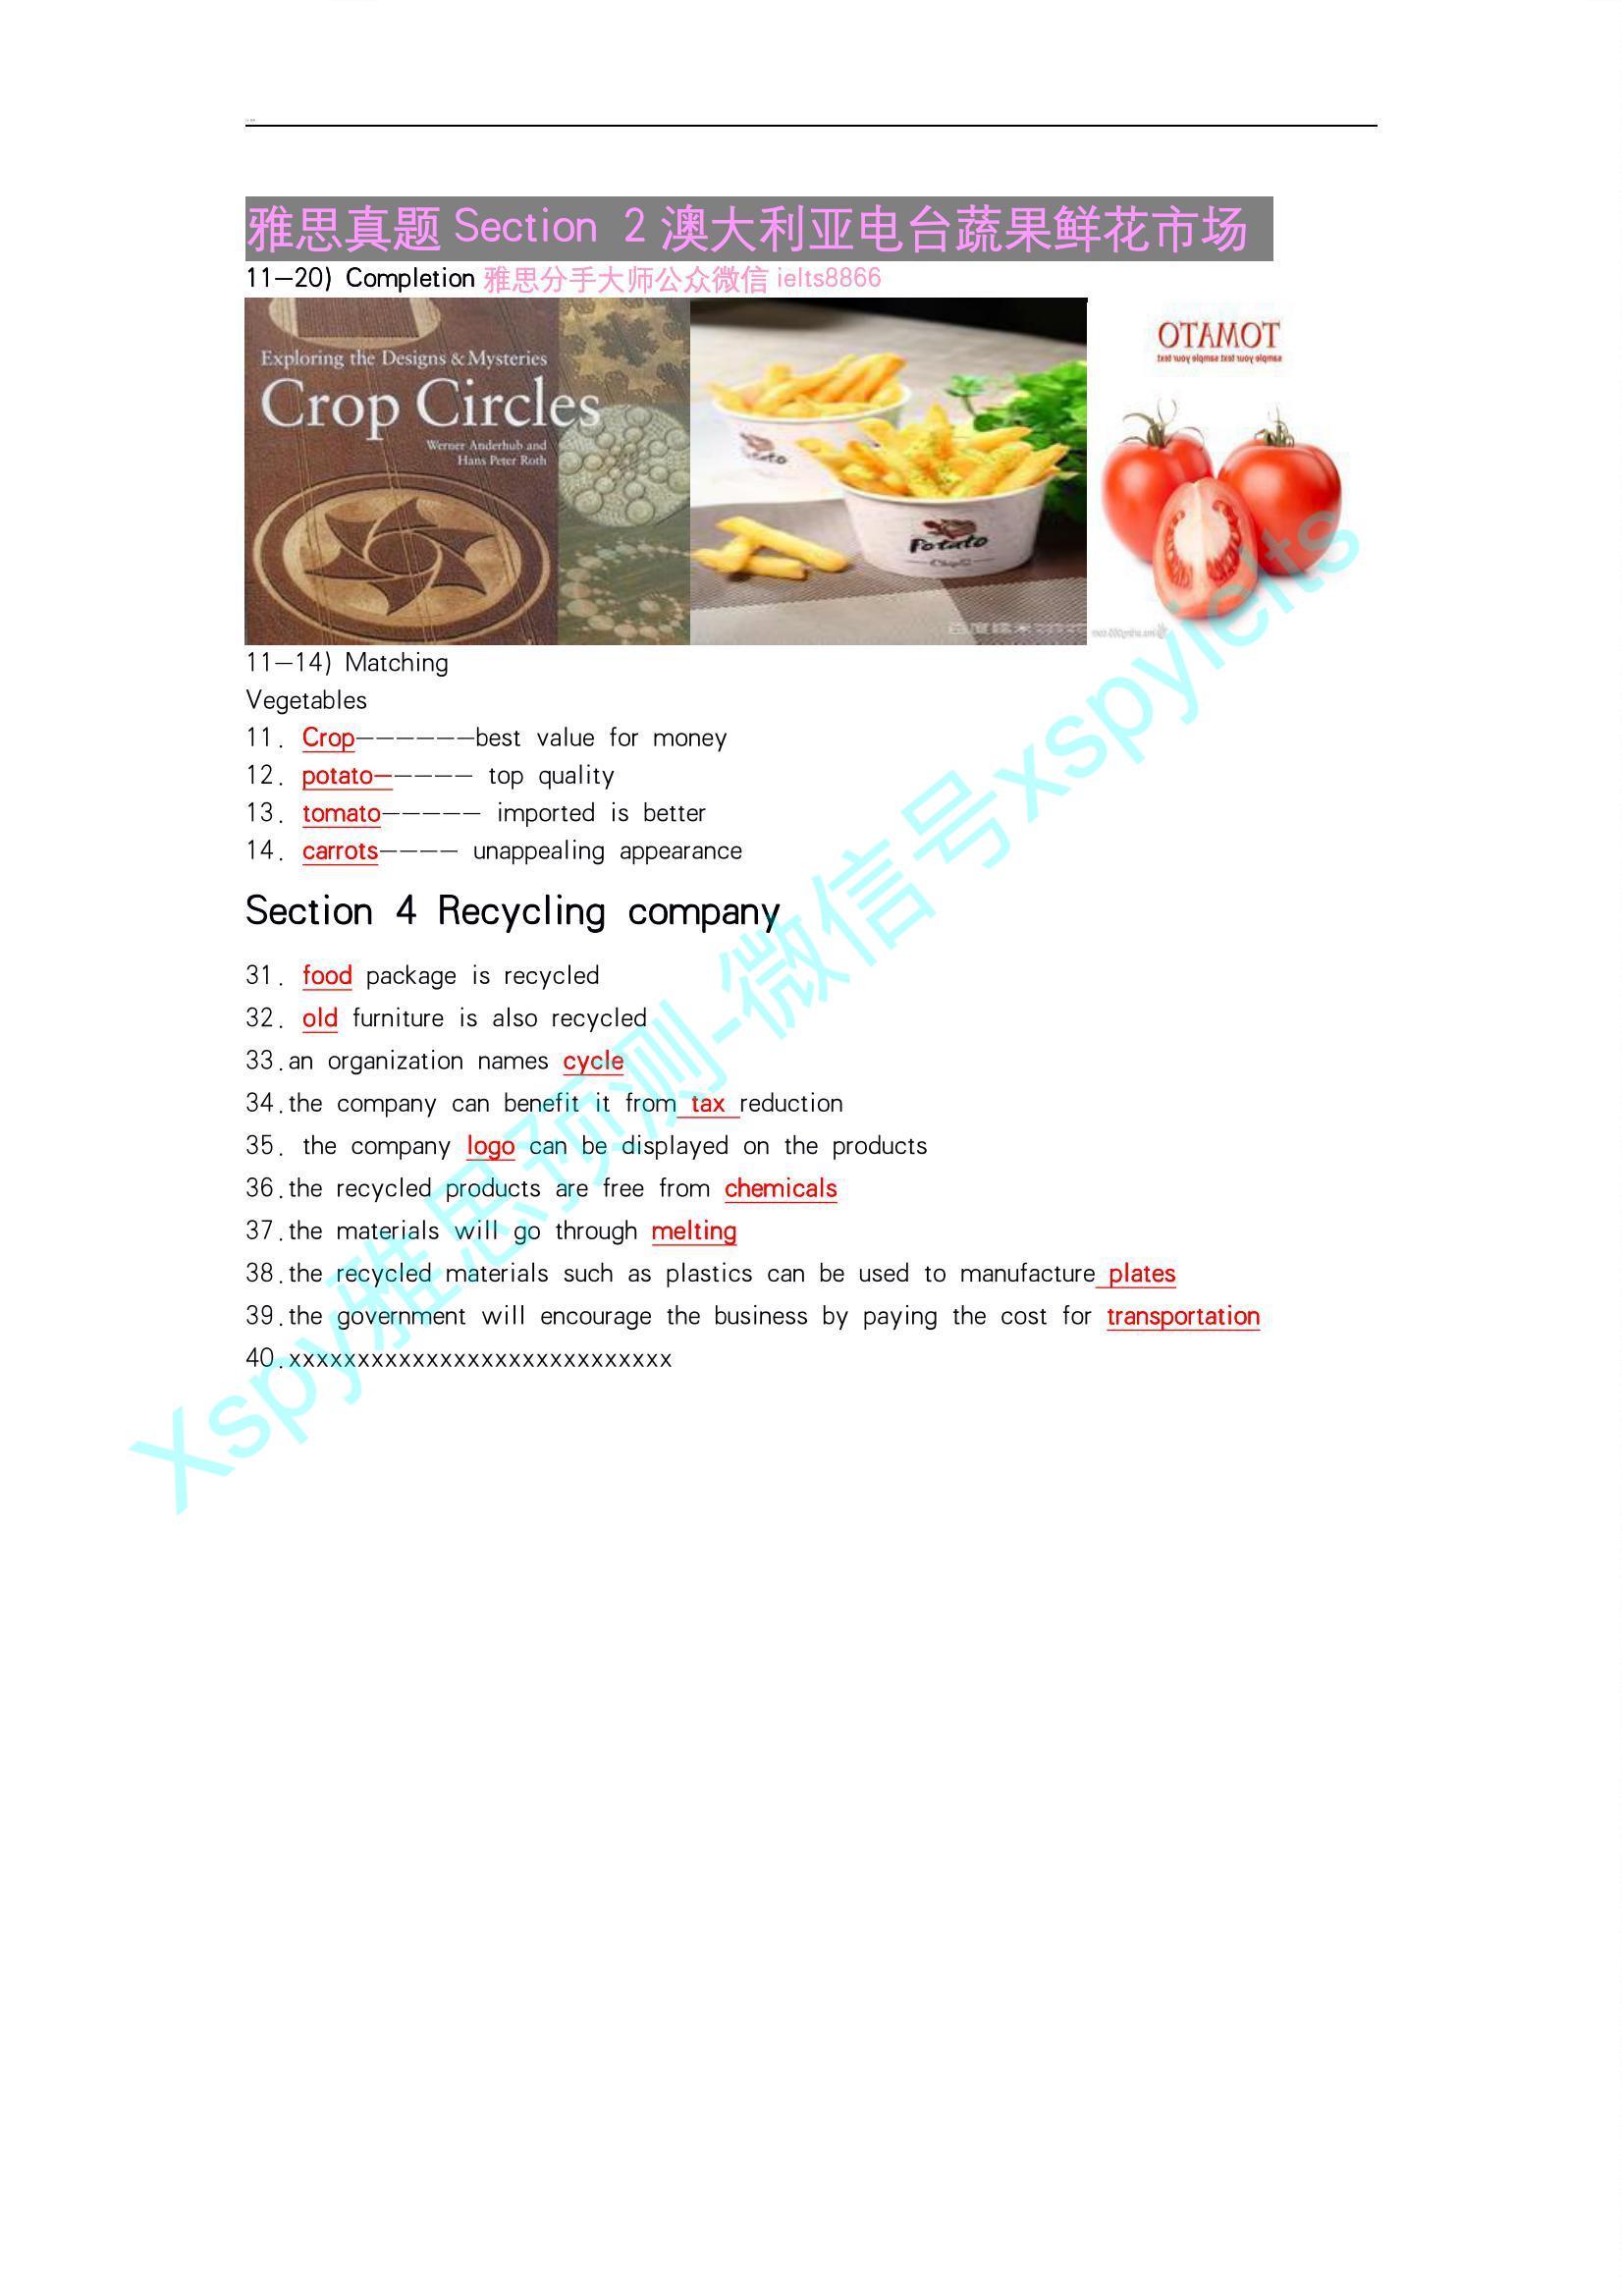 雅思真题 Section 2 澳大利亚电台蔬果鲜花市场
11—20) Completion 雅思分手大师公众微信 ielts8866
Exploring the Designs & Mysteries
Crop Circles
Werner Anderhub and
Hans Peter Roth
Potato
TOMATO
sample your text sample your text
11—14) Matching
Vegetables
11. Crop——————best value for money
12. potato—————— top quality
13. tomato————— imported is better
14. carrots———— unappealing appearance
Section 4 Recycling company
31. food package is recycled
32. old furniture is also recycled
33.an organization names cycle
34.the company can benefit it from tax reduction
35. the company logo can be displayed on the products
36.the recycled products are free from chemicals
37.the materials will go through melting
38.the recycled materials such as plastics can be used to manufacture plates
39.the government will encourage the business by paying the cost for transportation
40.xxxxxxxxxxxxxxxxxxxxxxxxxxxx
Xspy雅思预测-微信号xspyielts